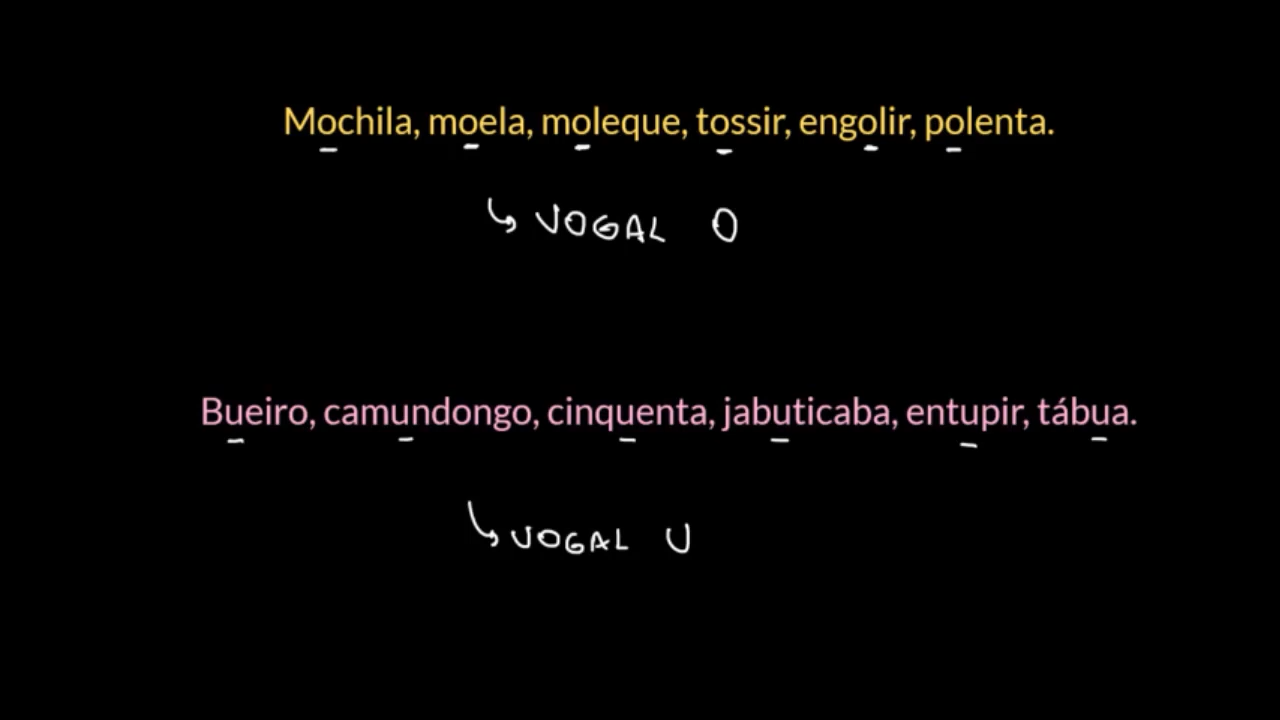 Mochila, moela, moleque, tossir, engolir, polenta.
↳ VOGAL O
Bueiro, camundongo, cinquenta, jabuticaba, entupir, tábua.
↳ VOGAL U